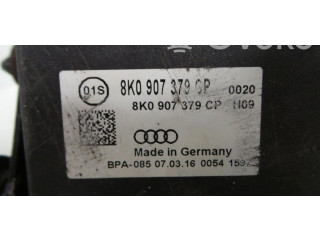 01S
8K0 907 379 CP 0020
8K0 907 379 CP H09
Made in Germany
BPA-085 07.03.16 0054